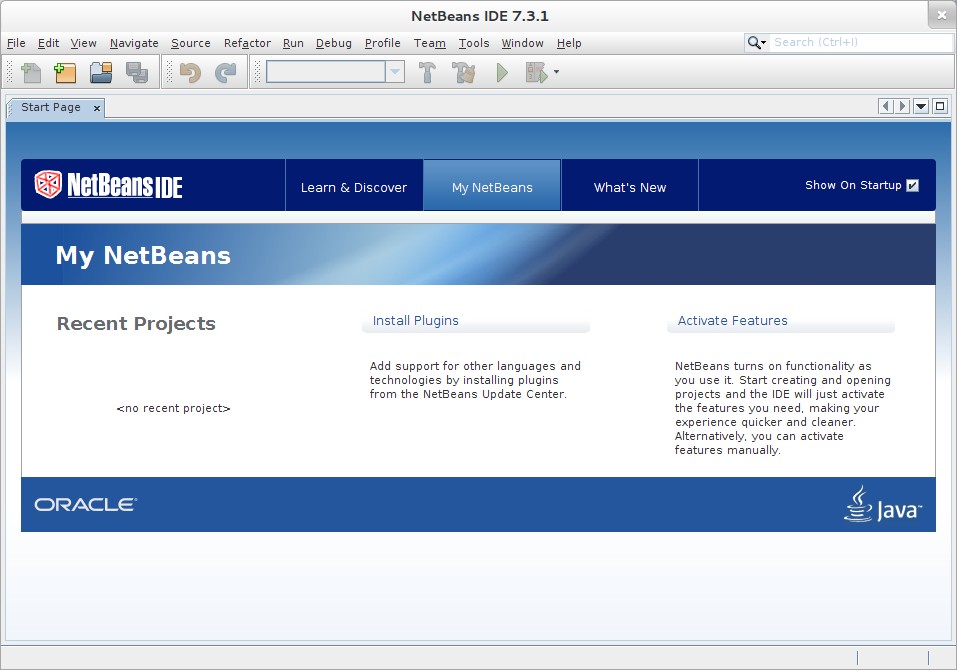 NetBeans IDE 7.3.1
File Edit View Navigate Source Refactor Run Debug Profile Team Tools Window Help
Search (Ctrl+I)
Start Page
NetBeans IDE
Learn & Discover
My NetBeans
What's New
Show On Startup
My NetBeans
Recent Projects
<no recent project>
Install Plugins
Add support for other languages and
technologies by installing plugins
from the NetBeans Update Center.
Activate Features
NetBeans turns on functionality as
you use it. Start creating and opening
projects and the IDE will just activate
the features you need, making your
experience quicker and cleaner.
Alternatively, you can activate
features manually.
ORACLE
Java